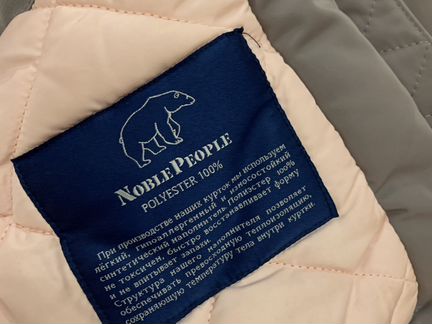 NOBLEPEOPLE
POLYESTER 100%
При производстве наших курток мы используем
лёгкий, гипоаллергенный и износостойкий
синтетический наполнитель Полиэстер 100%
не токсичен, быстро восстанавливает форму
и не впитывает запахи.
Структура нашего наполнителя позволяет
обеспечивать превосходную теплоизоляцию,
сохраняющую температуру тела внутри куртки.